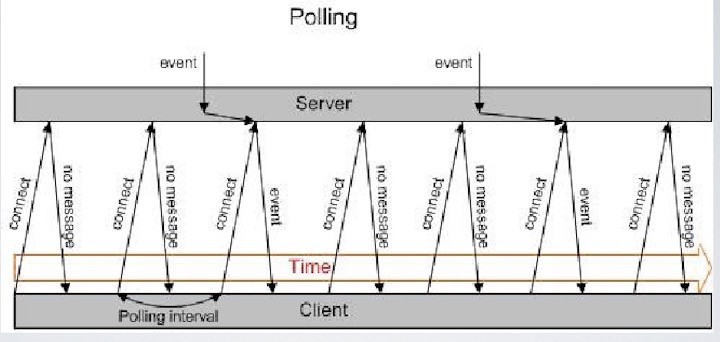 Polling
event
event
Server
connect
no message
connect
no message
connect
event
connect
no message
connect
no message
connect
event
connect
no message
Time
Client
Polling interval